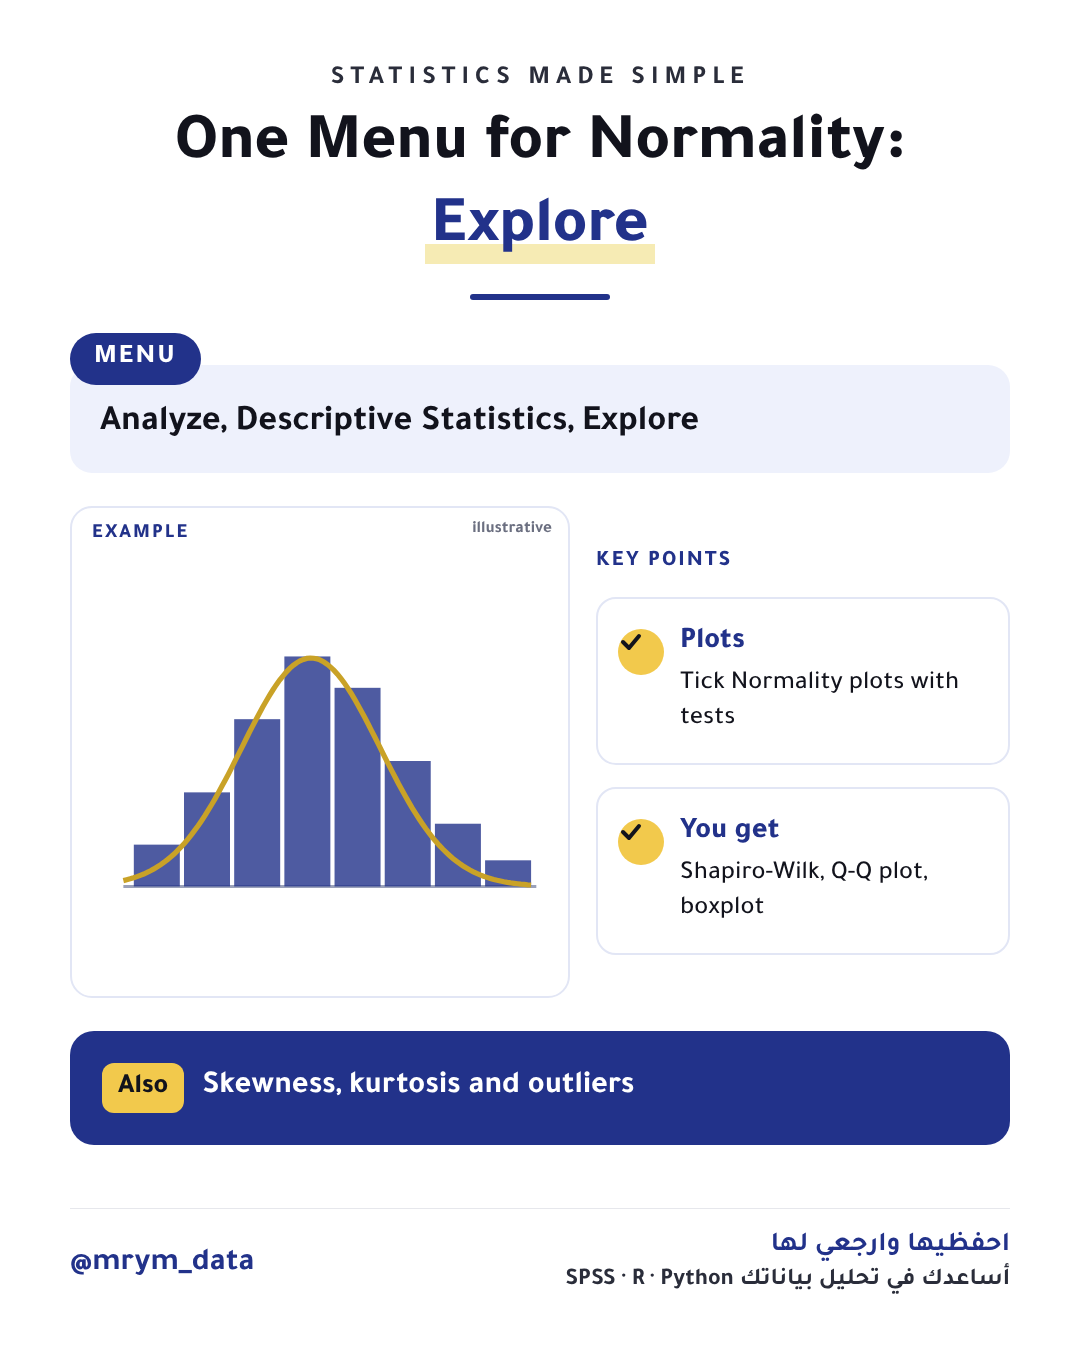 STATISTICS MADE SIMPLE
One Menu for Normality:
Explore
MENU
Analyze, Descriptive Statistics, Explore
EXAMPLE
illustrative
KEY POINTS
Plots
Tick Normality plots with
tests
You get
Shapiro-Wilk, Q-Q plot,
boxplot
Also
Skewness, kurtosis and outliers
@mrym_data
احفظيها وارجعي لها
أساعدك في تحليل بياناتك SPSS · R · Python